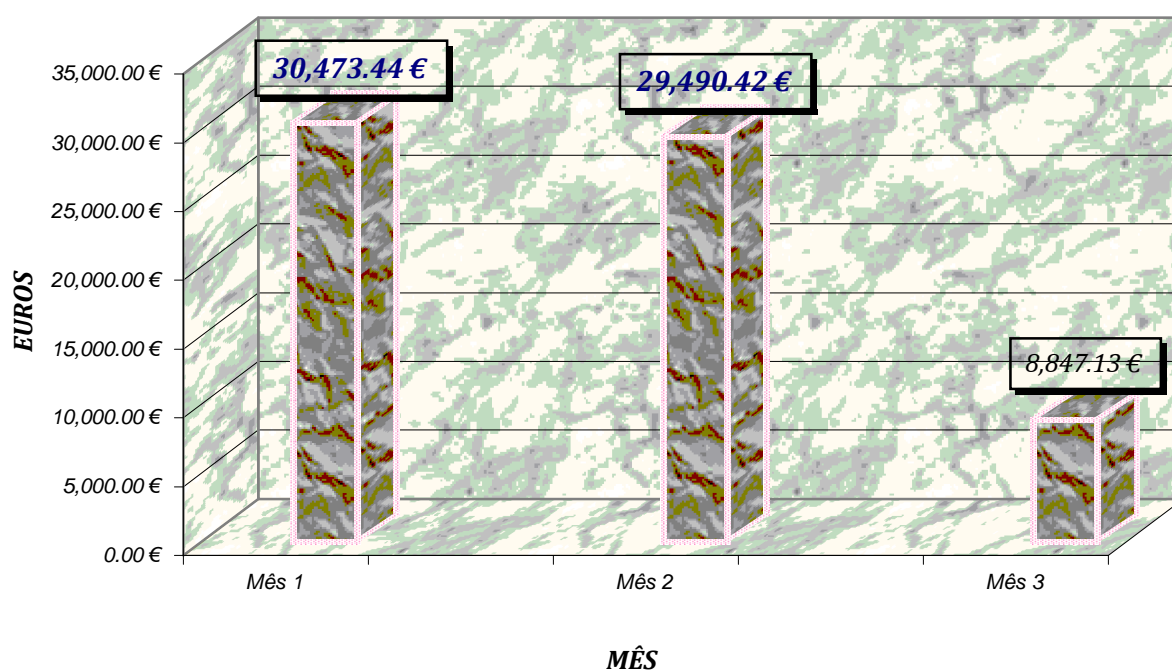 30,473.44 €
29,490.42 €
8,847.13 €
35,000.00 €
30,000.00 €
25,000.00 €
20,000.00 €
15,000.00 €
10,000.00 €
5,000.00 €
0.00 €
EUROS
Mês 1
Mês 2
Mês 3
MÊS